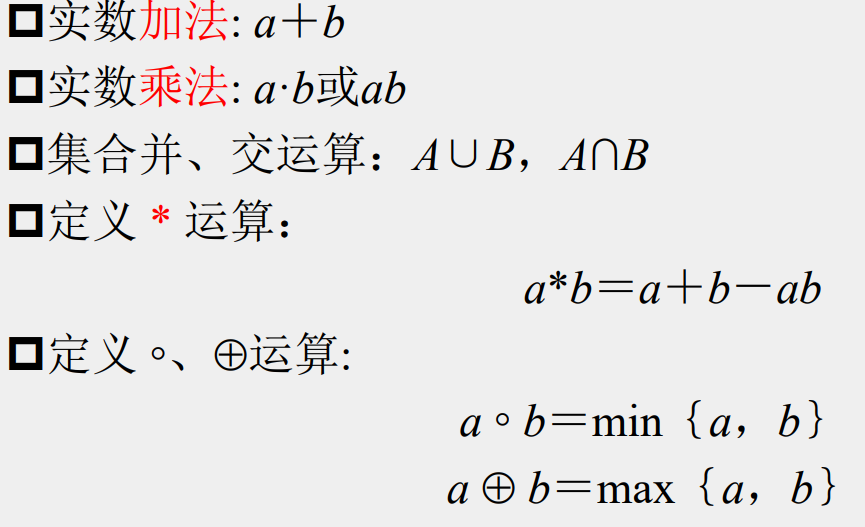 实数加法: a＋b
实数乘法: a·b或ab
集合并、交运算：A∪B，A∩B
定义 * 运算：
a*b＝a＋b－ab
定义 ∘、⊕运算:
a ∘ b＝min｛a，b｝
a ⊕ b＝max｛a，b｝